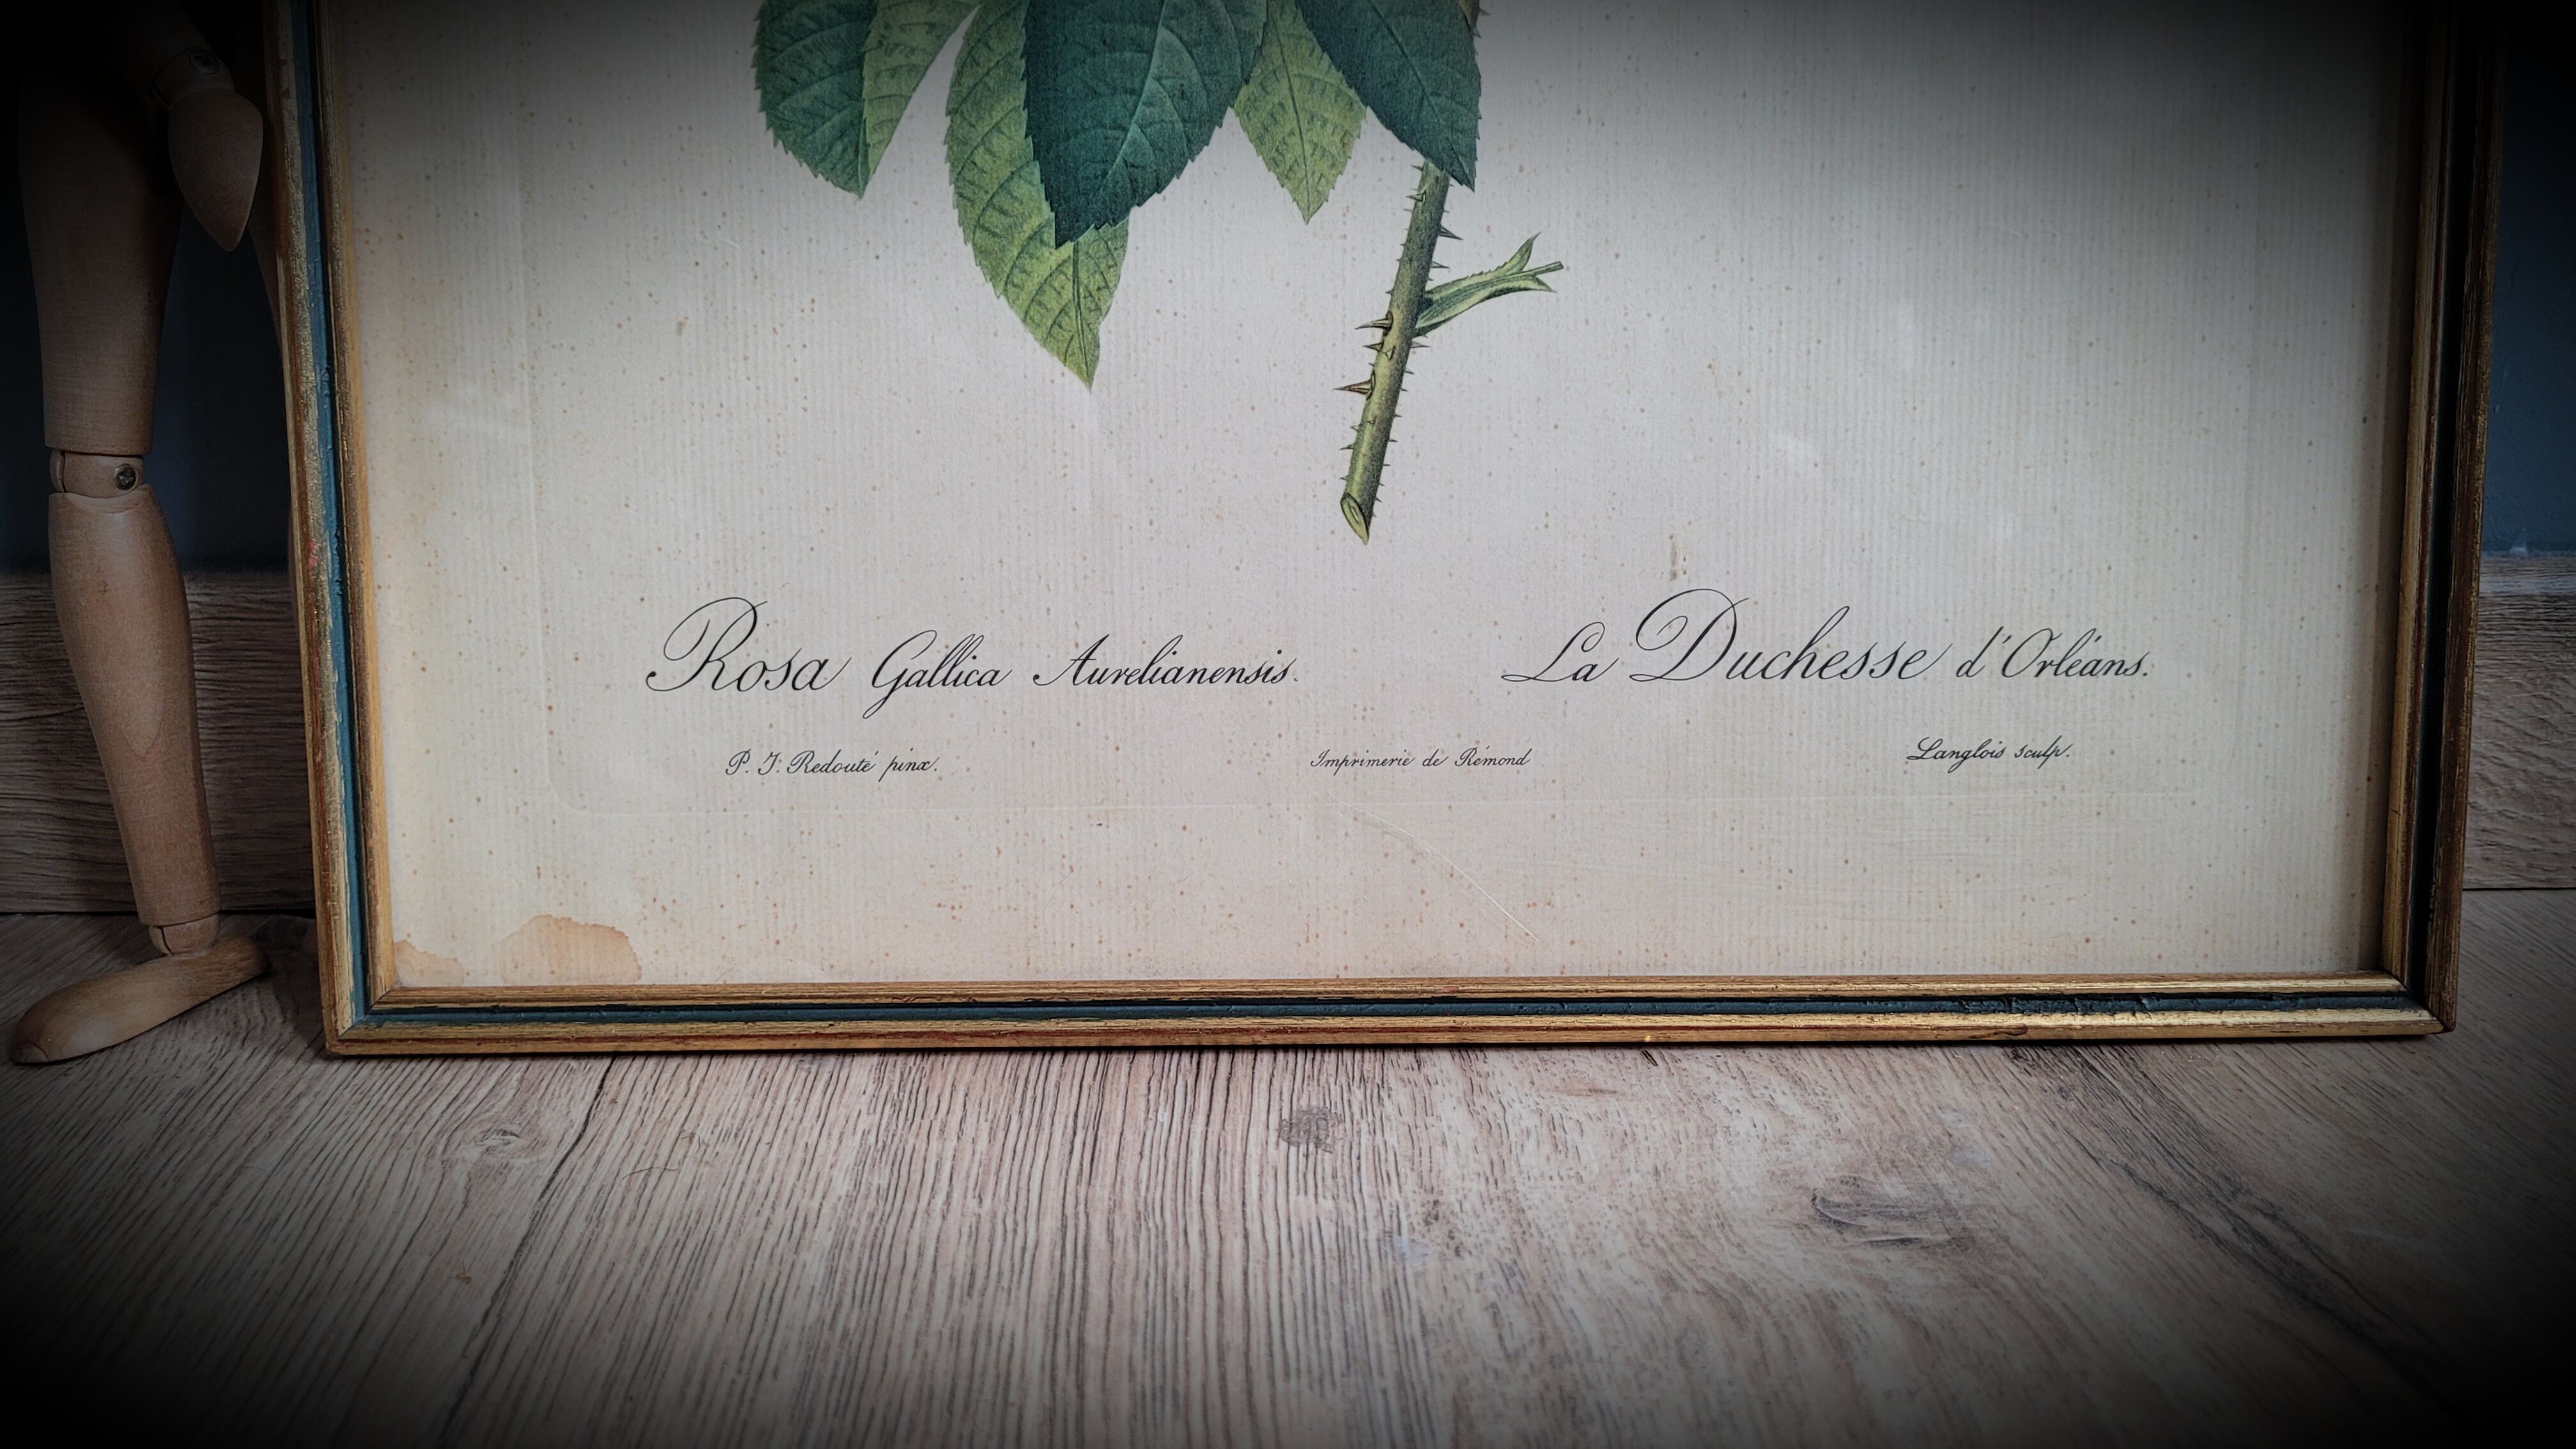 Rosa Gallica Aurelianensis. La Duchesse d'Orléans.
P. J. Redouté pinx. Imprimerie de Rémond Langlois sculp.